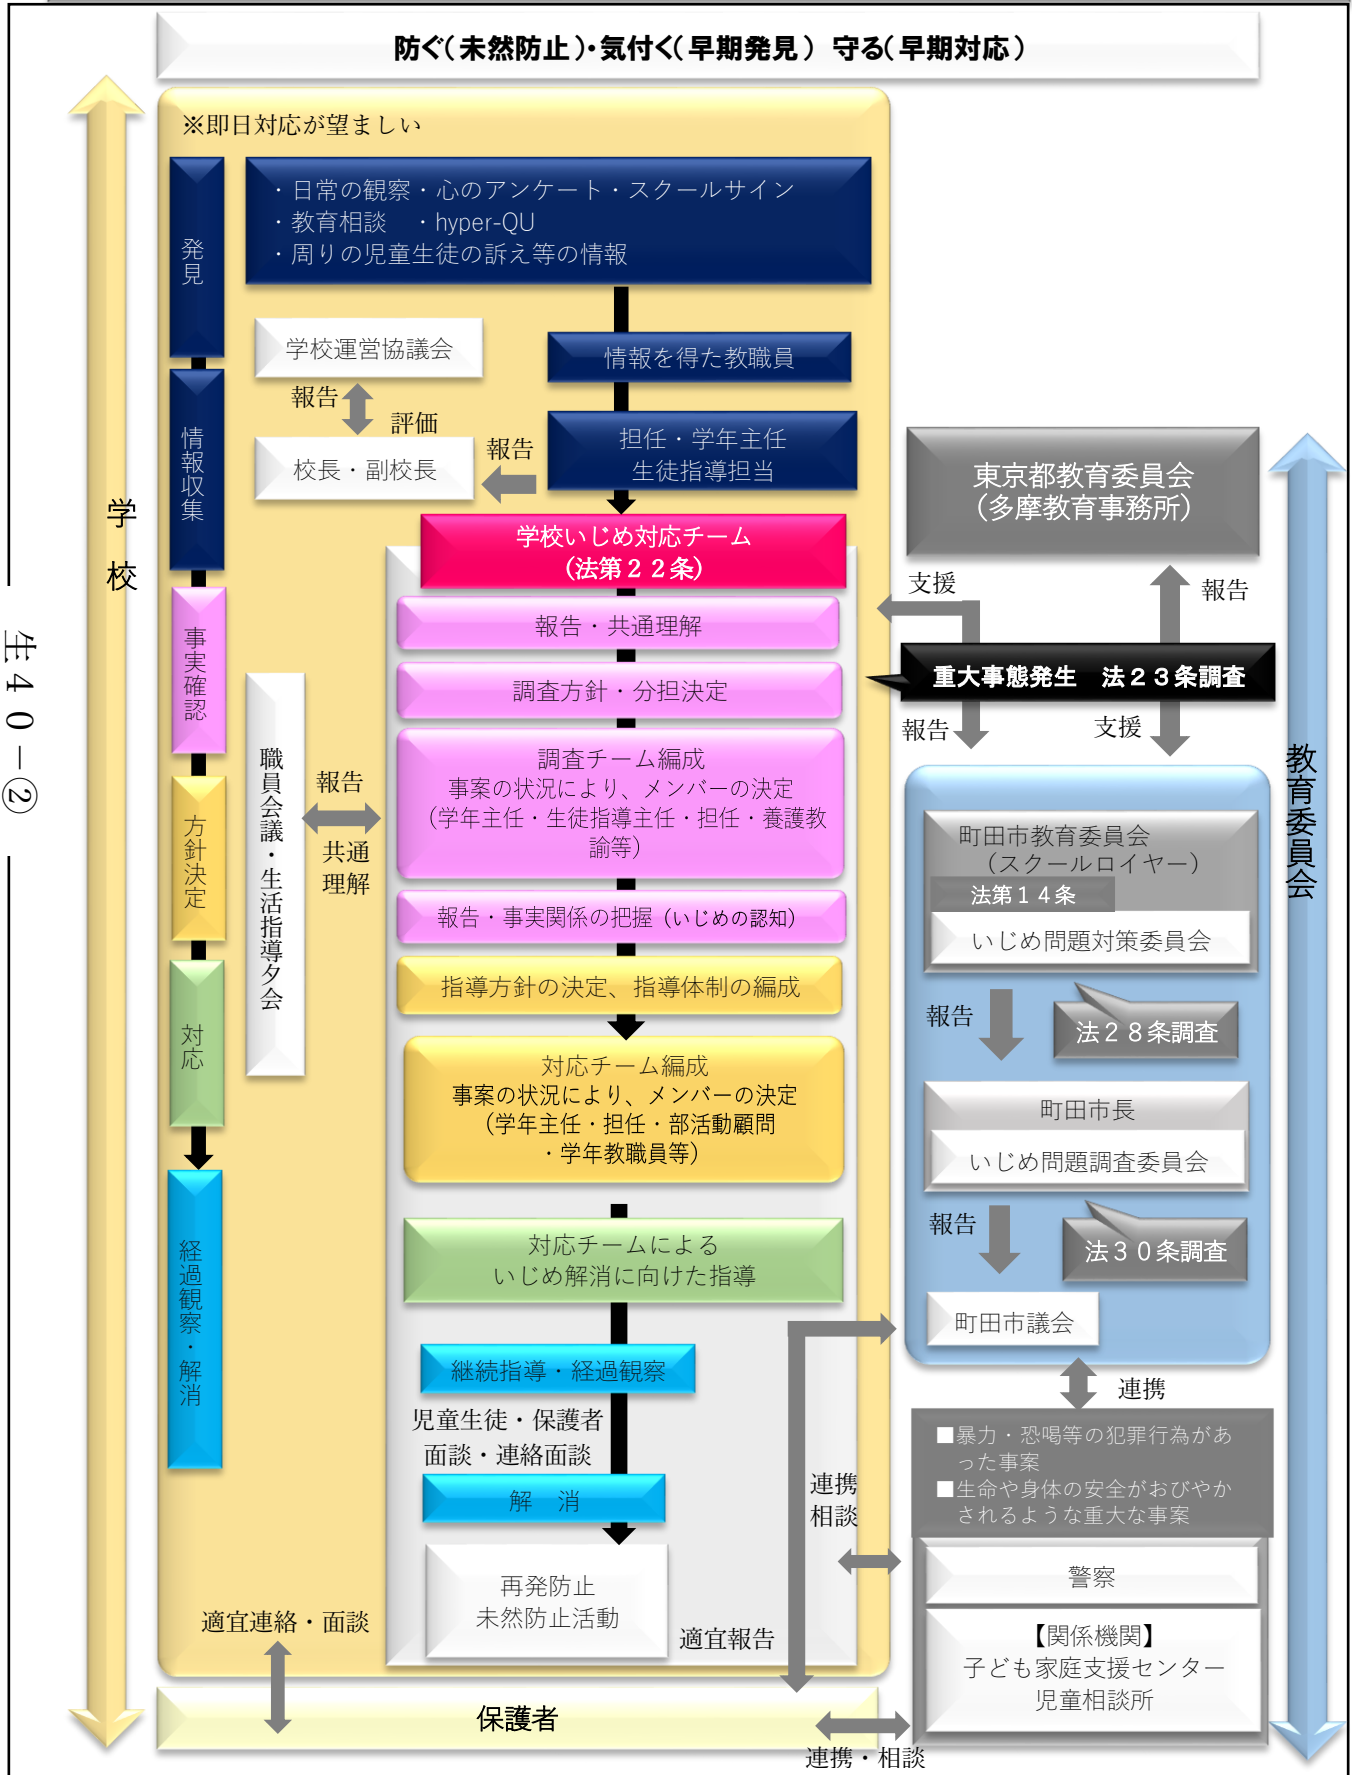 防ぐ(未然防止)・気付く(早期発見) 守る(早期対応)
※即日対応が望ましい
発見
・日常の観察・心のアンケート・スクールサイン
・教育相談　・hyper-QU
・周りの児童生徒の訴え等の情報
情報収集
学校運営協議会
情報を得た教職員
報告
評価
校長・副校長
報告
担任・学年主任
生徒指導担当
学校
学校いじめ対応チーム
(法第２２条)
事実確認
報告・共通理解
調査方針・分担決定
調査チーム編成
事案の状況により、メンバーの決定
(学年主任・生徒指導主任・担任・養護教
諭等)
職員会議・生活指導夕会
報告
共通
理解
方針決定
報告・事実関係の把握（いじめの認知）
指導方針の決定、指導体制の編成
対応
対応チーム編成
事案の状況により、メンバーの決定
(学年主任・担任・部活動顧問
・学年教職員等)
経過観察・解消
対応チームによる
いじめ解消に向けた指導
継続指導・経過観察
児童生徒・保護者
面談・連絡面談
解　消
再発防止
未然防止活動
適宜連絡・面談
適宜報告
連携
相談
保護者
連携・相談
東京都教育委員会
(多摩教育事務所)
支援
報告
重大事態発生　法２３条調査
報告
支援
教育委員会
町田市教育委員会
(スクールロイヤー)
法第１４条
いじめ問題対策委員会
報告
法２８条調査
町田市長
いじめ問題調査委員会
報告
法３０条調査
町田市議会
連携
■暴力・恐喝等の犯罪行為があ
った事案
■生命や身体の安全がおびやか
されるような重大な事案
警察
【関係機関】
子ども家庭支援センター
児童相談所
生４０－②